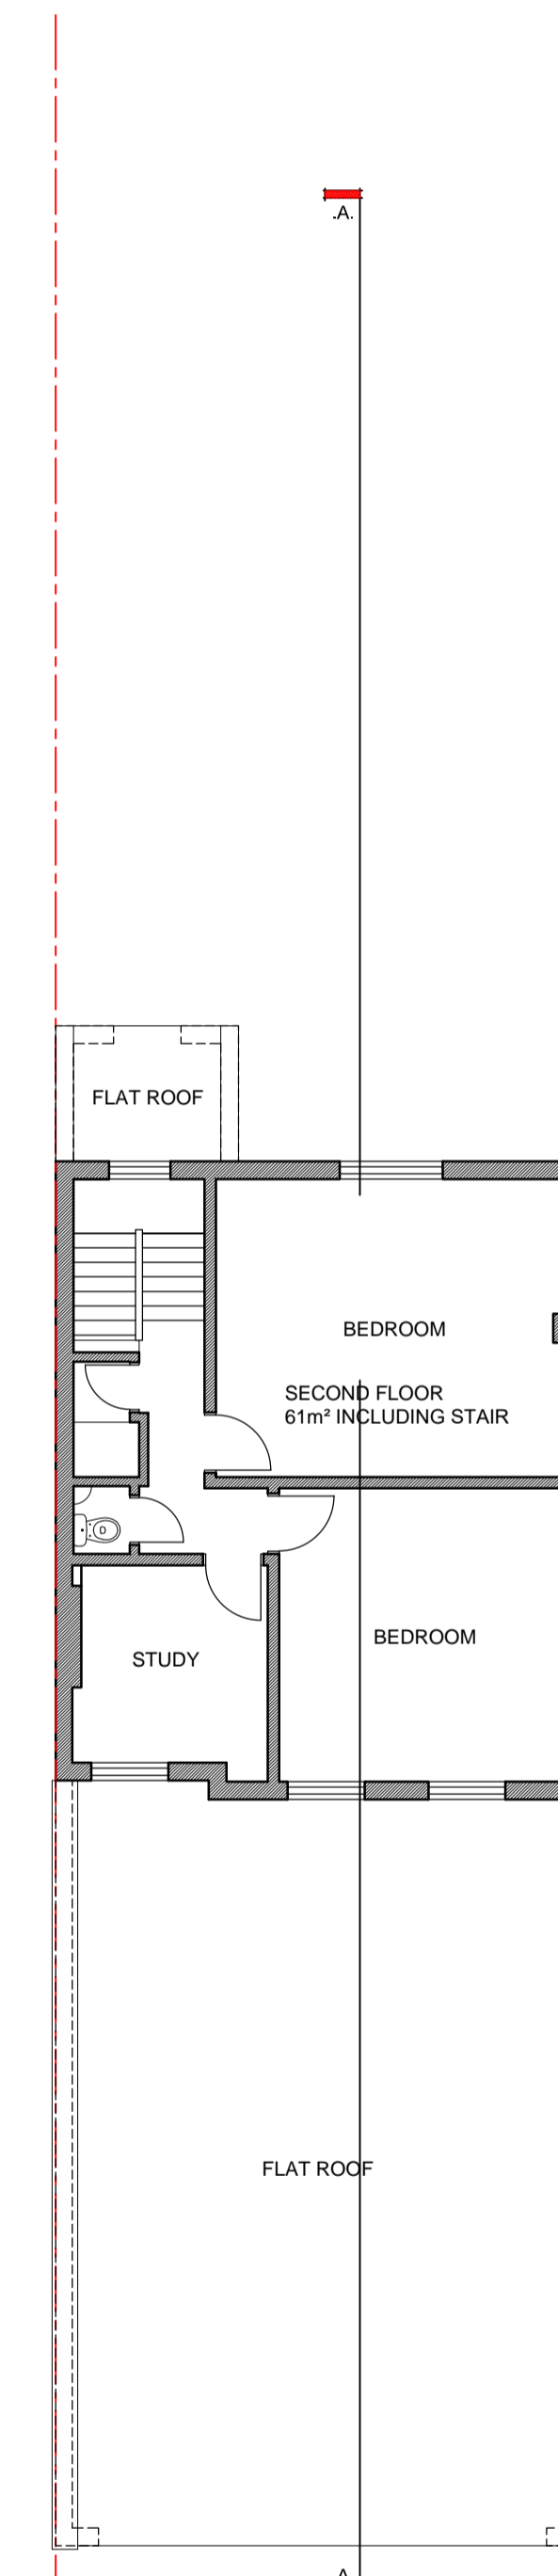 .A.
FLAT ROOF
BEDROOM
SECOND FLOOR
61m² INCLUDING STAIR
BEDROOM
STUDY
FLAT ROOF
A